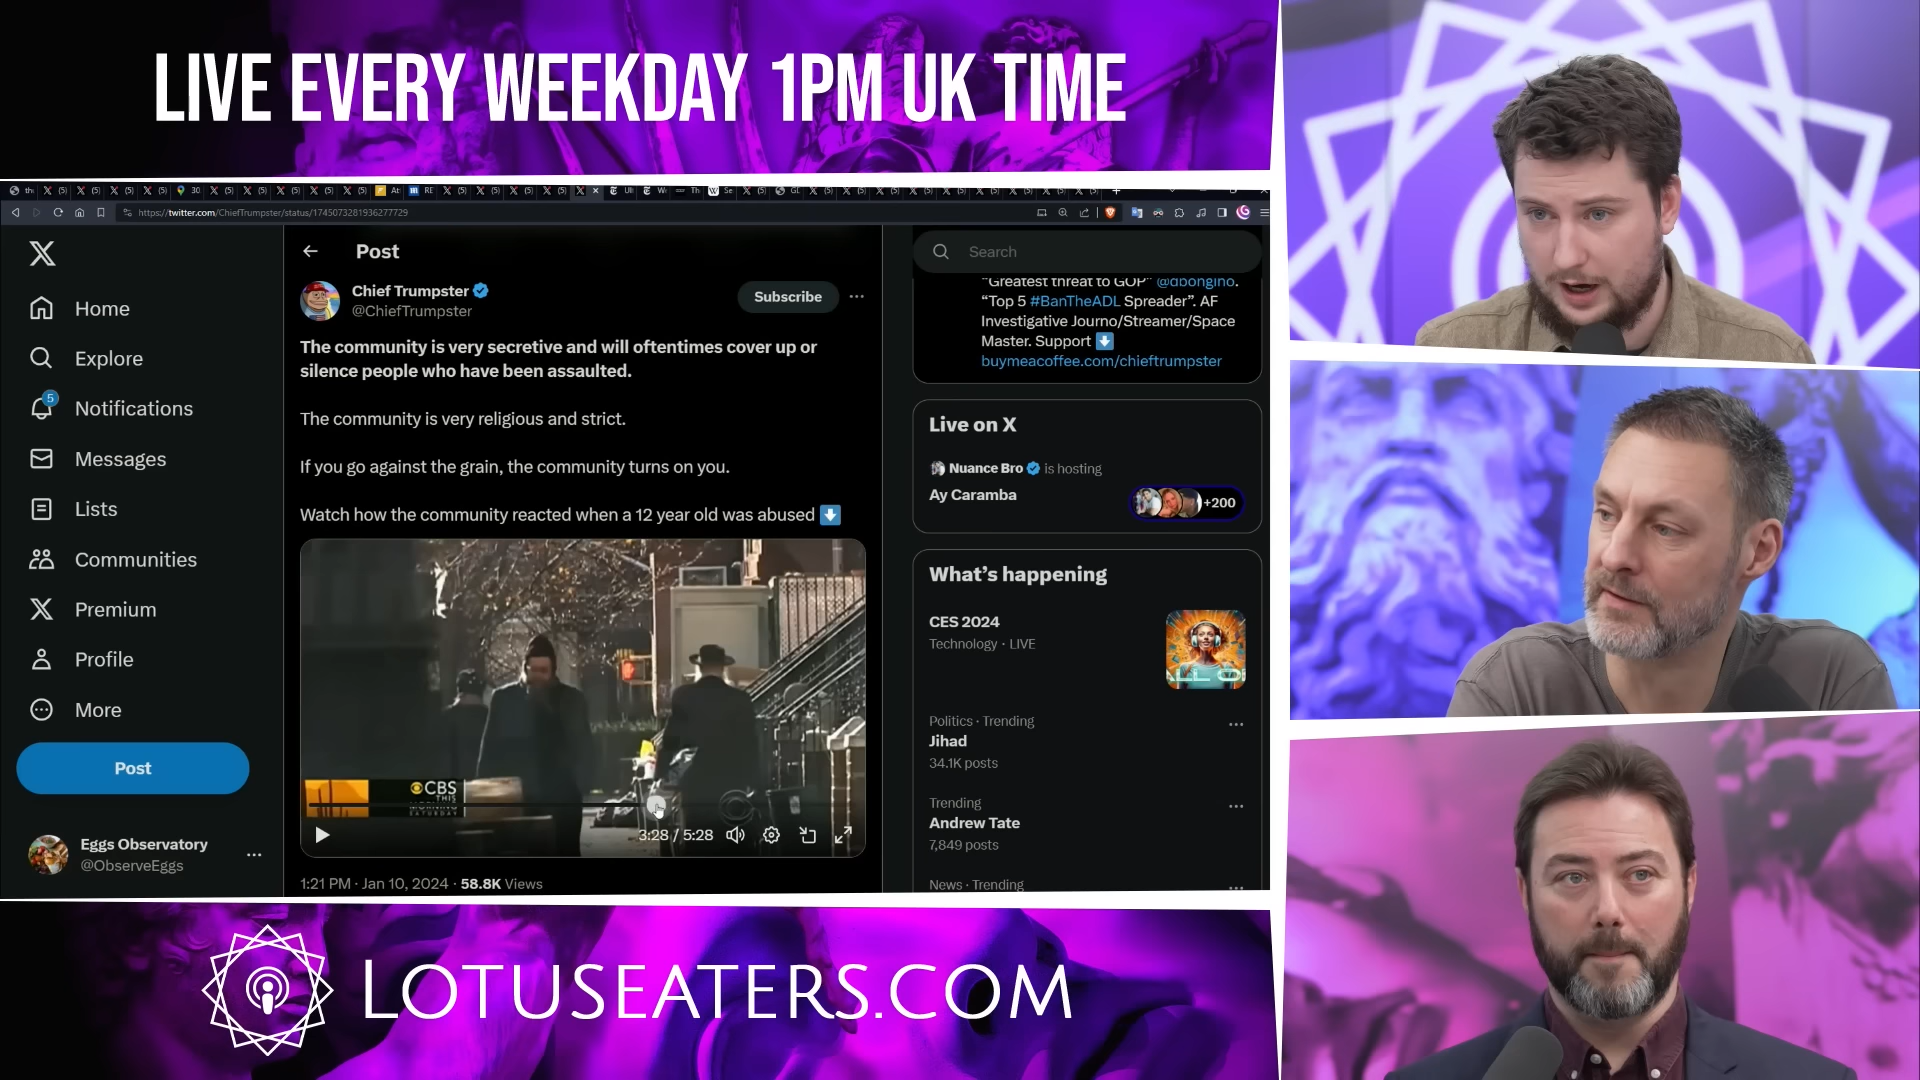 LIVE EVERY WEEKDAY 1PM UK TIME
https://twitter.com/ChiefTrumpster/status/1745073281936277729
Post
Search
Home
Explore
5
Notifications
Messages
Lists
Communities
Premium
Profile
More
Post
Eggs Observatory
@ObserveEggs
Chief Trumpster
@ChiefTrumpster
Subscribe
The community is very secretive and will oftentimes cover up or
silence people who have been assaulted.
The community is very religious and strict.
If you go against the grain, the community turns on you.
Watch how the community reacted when a 12 year old was abused
CBS
THIS
MORNING
SATURDAY
3:28 / 5:28
1:21 PM · Jan 10, 2024 · 58.8K Views
"Greatest threat to GOP" @dbongino.
"Top 5 #BanTheADL Spreader". AF
Investigative Journo/Streamer/Space
Master. Support
buymeacoffee.com/chieftrumpster
Live on X
Nuance Bro is hosting
Ay Caramba
+200
What's happening
CES 2024
Technology · LIVE
Politics · Trending
Jihad
34.1K posts
Trending
Andrew Tate
7,849 posts
News · Trending
LOTUSEATERS.COM